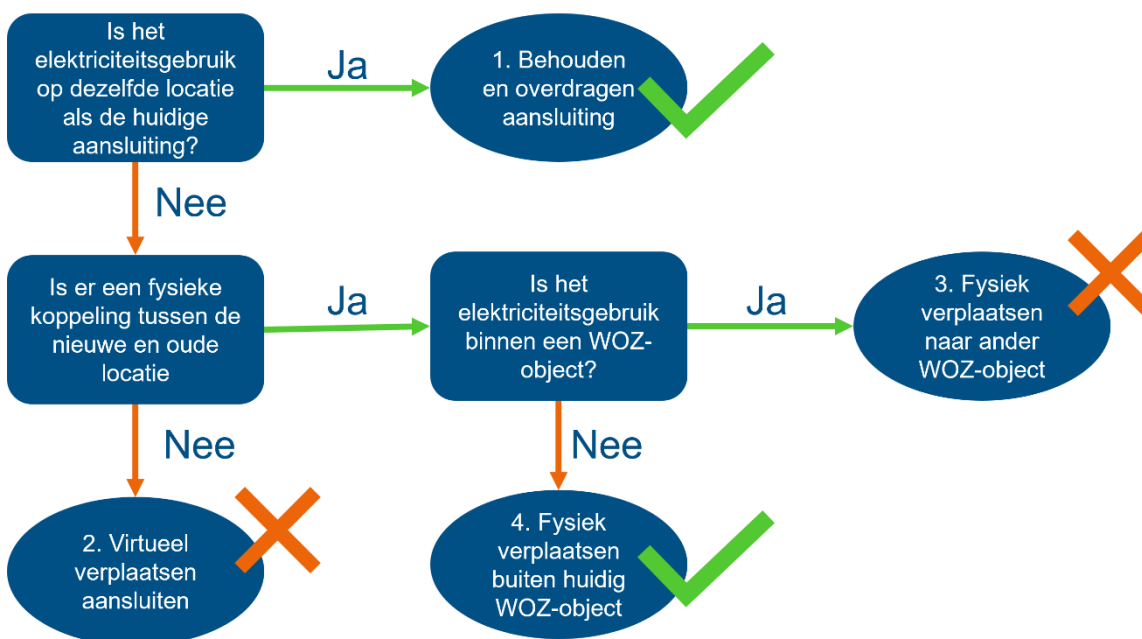 Is het
elektriciteitsgebruik
op dezelfde locatie
als de huidige
aansluiting?
Ja
1. Behouden
en overdragen
aansluiting
Nee
Is er een fysieke
koppeling tussen de
nieuwe en oude
locatie
Ja
Is het
elektriciteitsgebruik
binnen een WOZ-
object?
Ja
3. Fysiek
verplaatsen
naar ander
WOZ-object
Nee
2. Virtueel
verplaatsen
aansluiten
Nee
4. Fysiek
verplaatsen
buiten huidig
WOZ-object